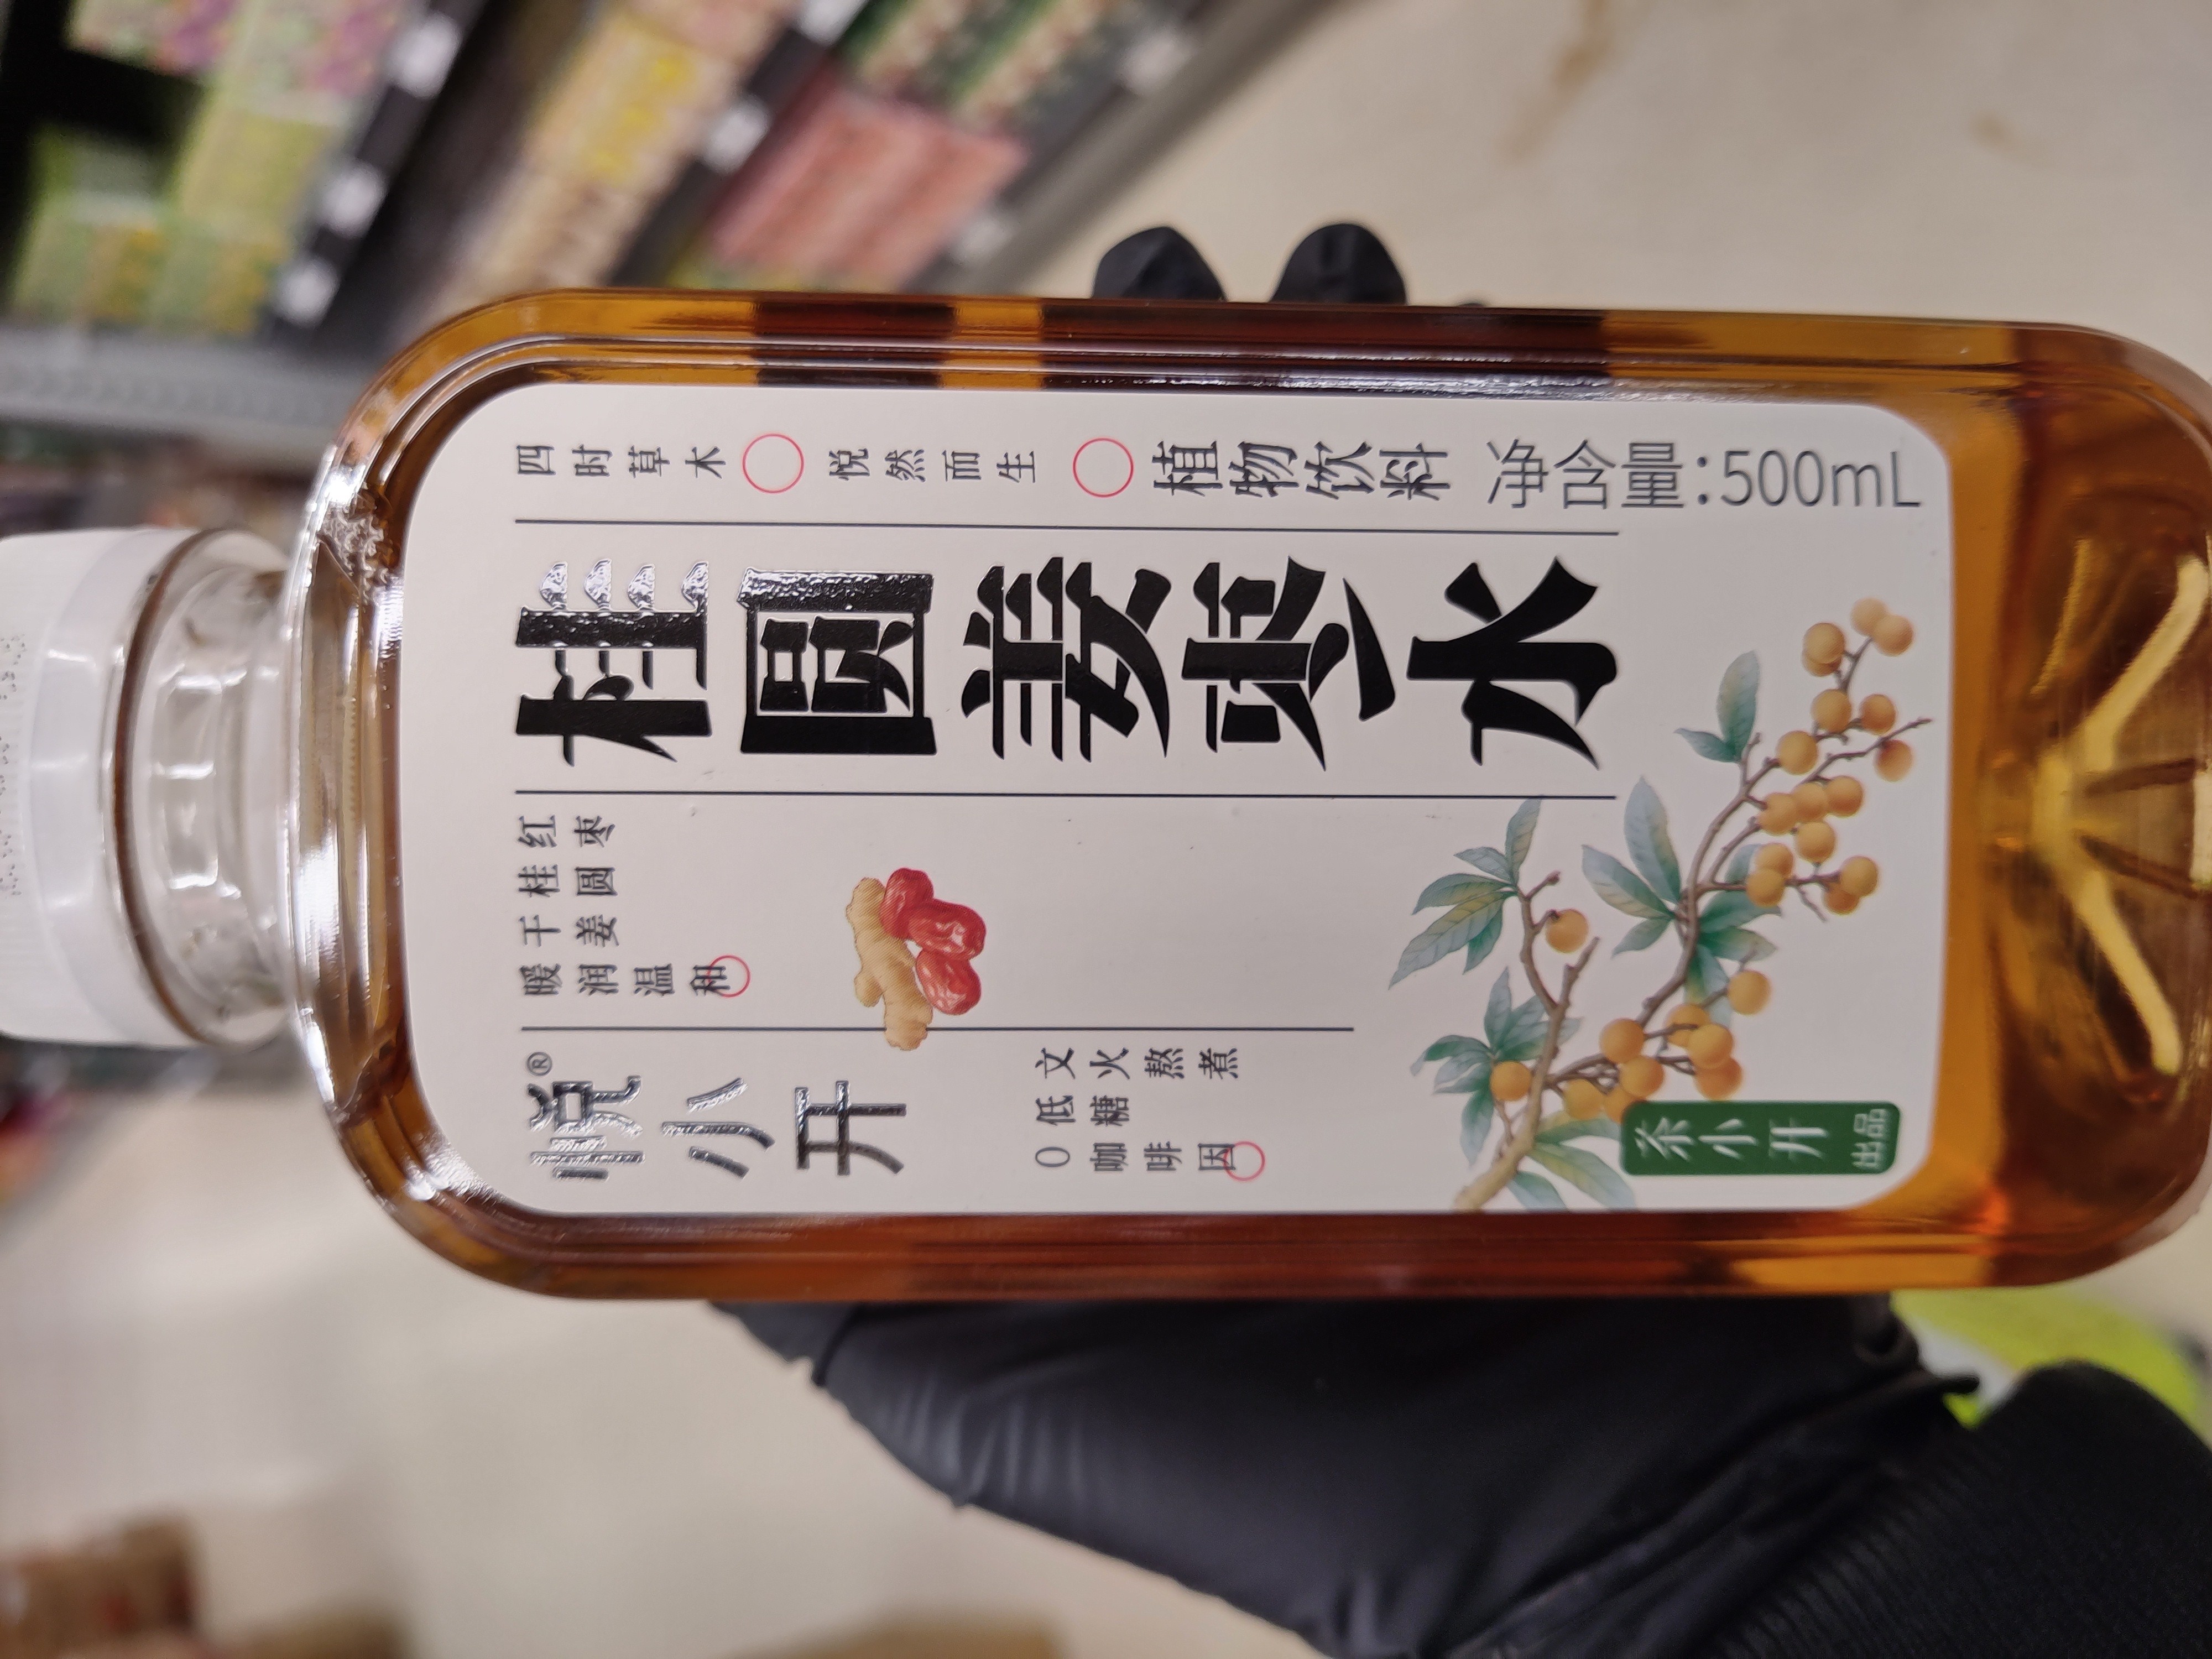 四时草木 悦然而生 植物饮料
净含量:500mL
桂圓姜枣水
红枣
桂圆
干姜
暖润温和
悦小开®
文火熬煮
低糖
0咖啡因
茶小开
出品